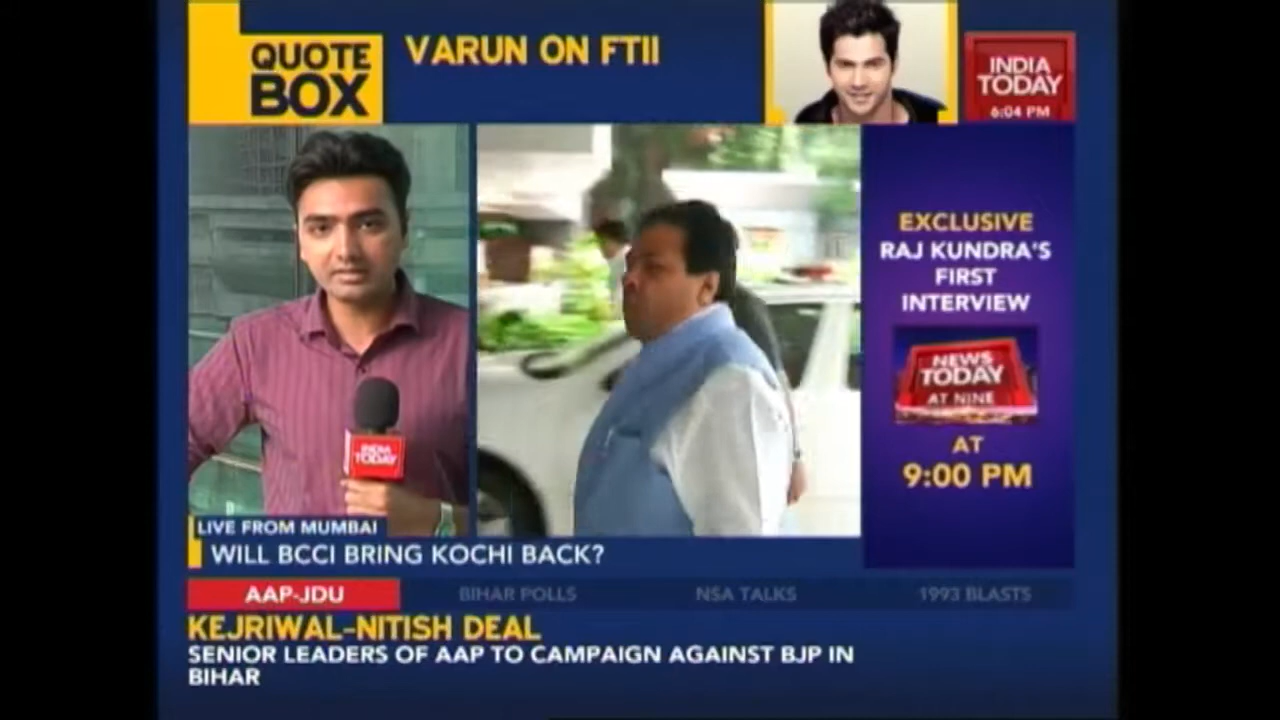 QUOTE
BOX
VARUN ON FTII
INDIA
TODAY
6:04 PM
EXCLUSIVE
RAJ KUNDRA'S
FIRST
INTERVIEW
NEWS
TODAY
AT NINE
AT
9:00 PM
INDIA
TODAY
LIVE FROM MUMBAI
WILL BCCI BRING KOCHI BACK?
AAP-JDU BIHAR POLLS NSA TALKS 1993 BLASTS
KEJRIWAL-NITISH DEAL
SENIOR LEADERS OF AAP TO CAMPAIGN AGAINST BJP IN
BIHAR